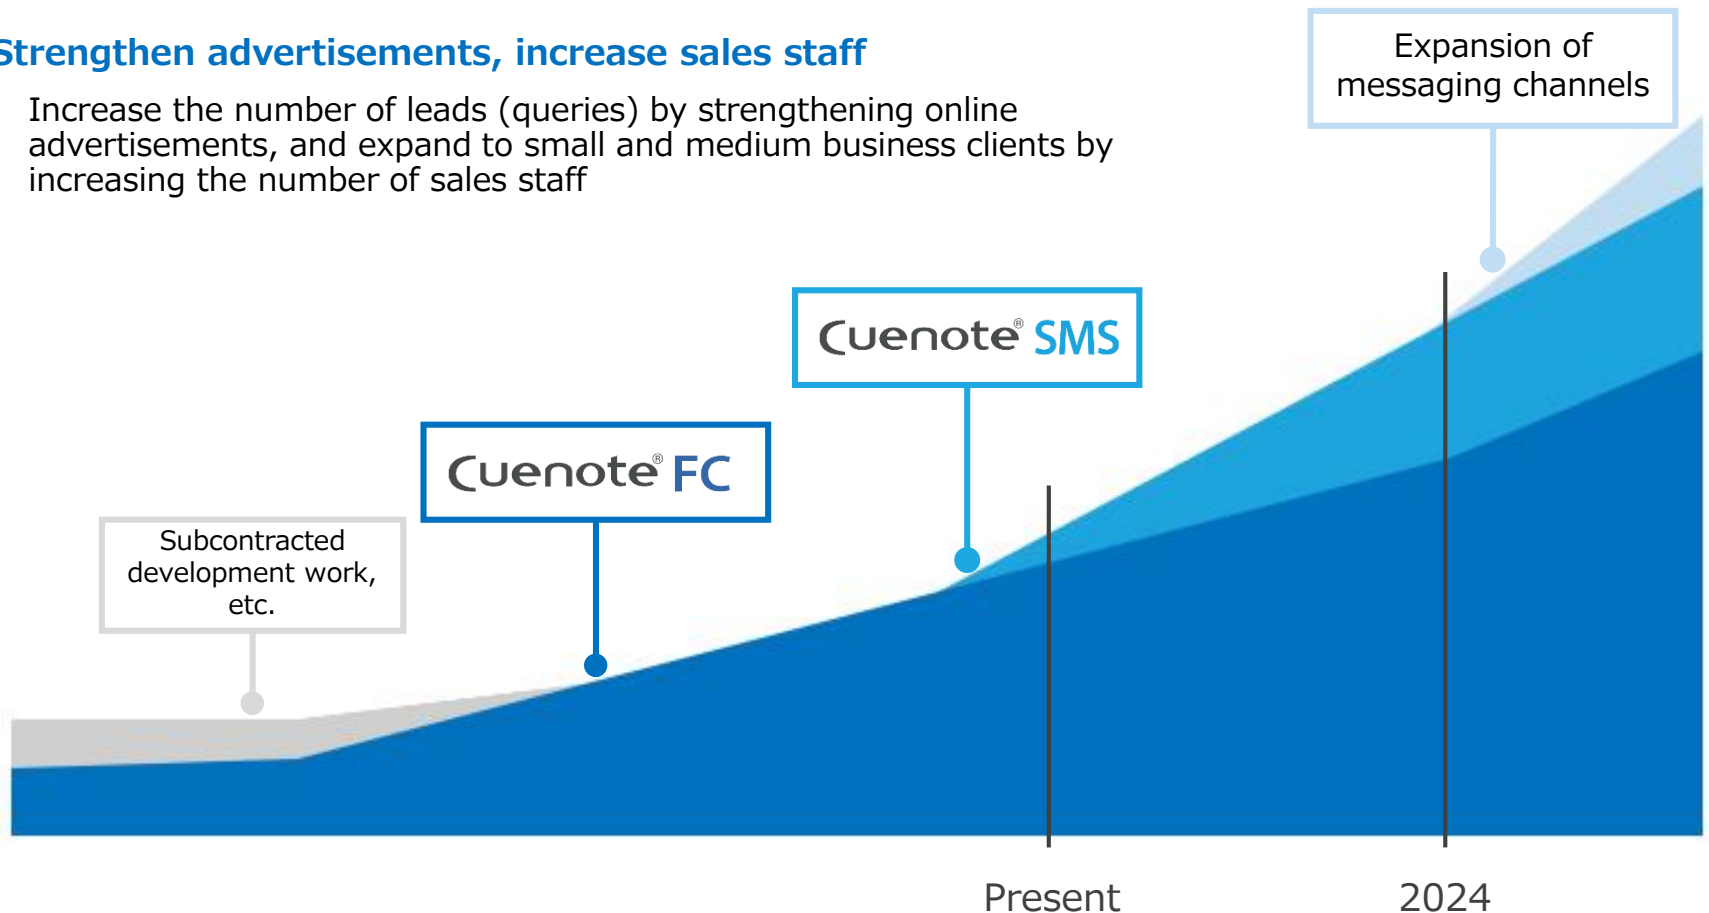 Strengthen advertisements, increase sales staff
Increase the number of leads (queries) by strengthening online
advertisements, and expand to small and medium business clients by
increasing the number of sales staff
Expansion of
messaging channels
Cuenote® SMS
Cuenote® FC
Subcontracted
development work,
etc.
Present
2024